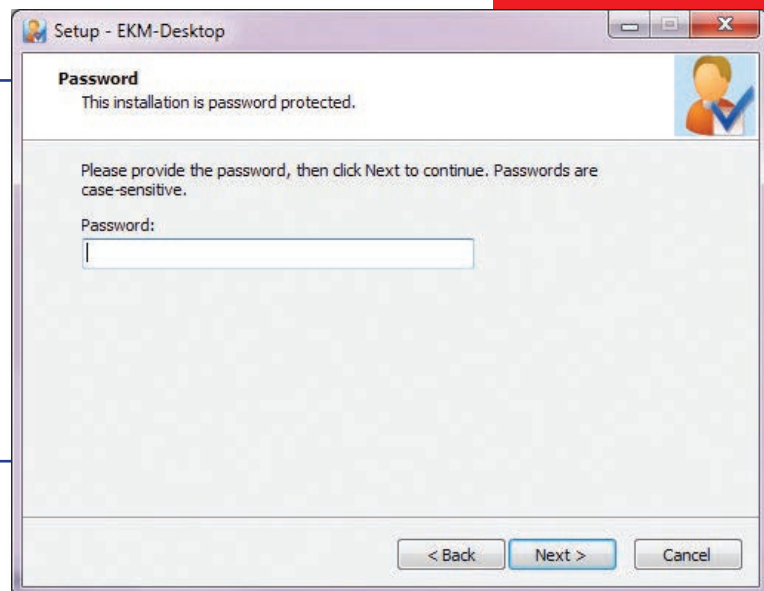 Setup - EKM-Desktop
Password
This installation is password protected.
Please provide the password, then click Next to continue. Passwords are
case-sensitive.
Password:
< Back Next > Cancel